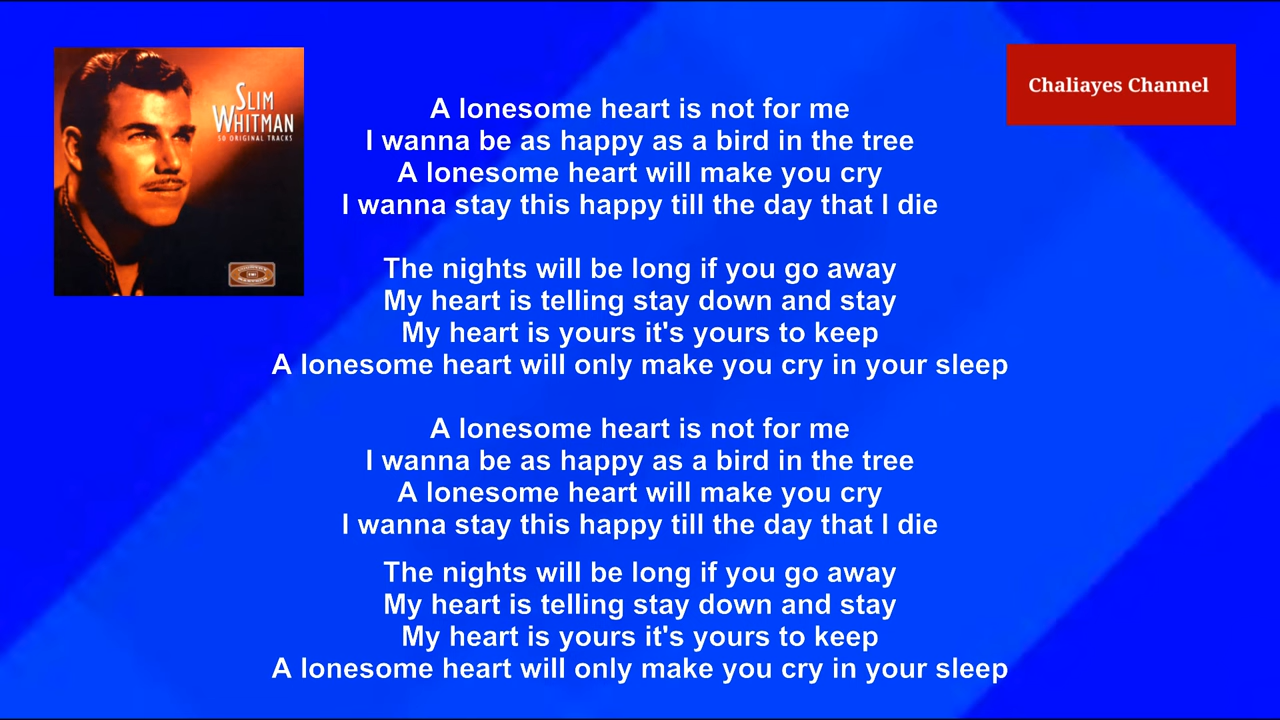 SLIM
WHITMAN
50 ORIGINAL TRACKS
Chaliayes Channel
A lonesome heart is not for me
I wanna be as happy as a bird in the tree
A lonesome heart will make you cry
I wanna stay this happy till the day that I die
The nights will be long if you go away
My heart is telling stay down and stay
My heart is yours it's yours to keep
A lonesome heart will only make you cry in your sleep
A lonesome heart is not for me
I wanna be as happy as a bird in the tree
A lonesome heart will make you cry
I wanna stay this happy till the day that I die
The nights will be long if you go away
My heart is telling stay down and stay
My heart is yours it's yours to keep
A lonesome heart will only make you cry in your sleep